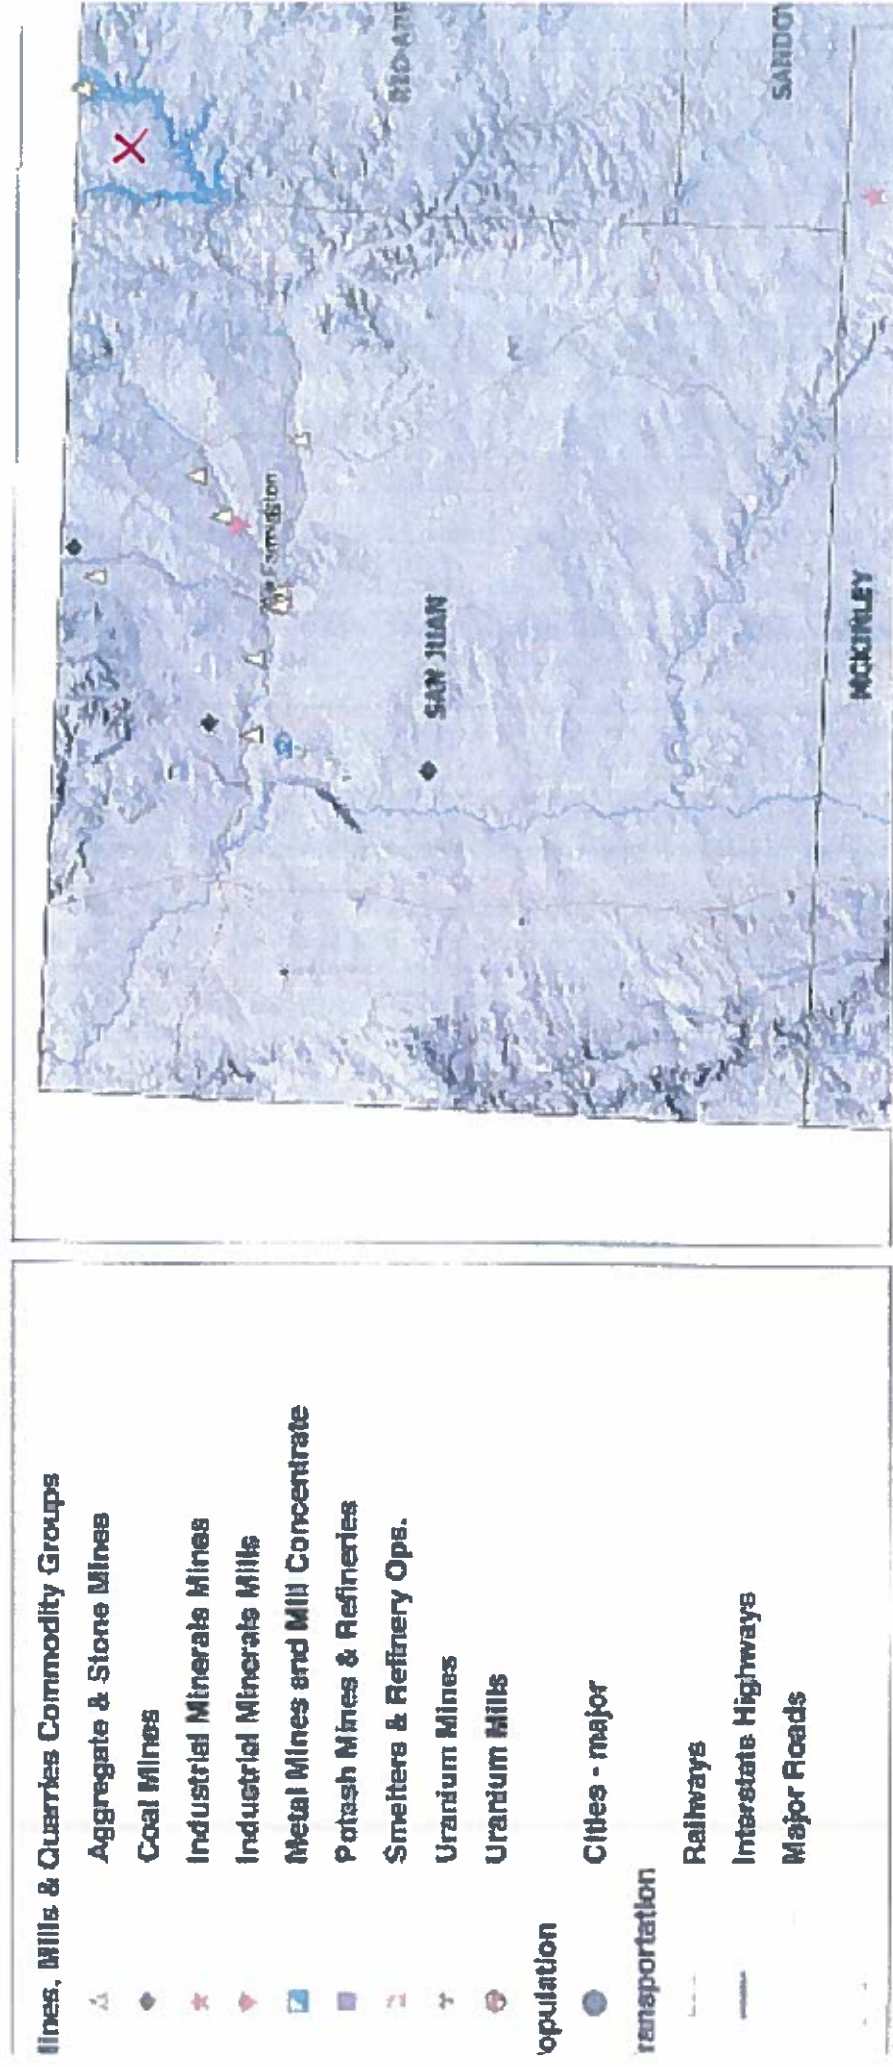 lines, Mills & Quarries Commodity Groups
Aggregate & Stone Mines
Coal Mines
Industrial Minerals Mines
Industrial Minerals Mills
Metal Mines and Mill Concentrate
Potash Mines & Refineries
Smelters & Refinery Ops.
Uranium Mines
Uranium Mills
opulation
Cities - major
ransportation
Railways
Interstate Highways
Major Roads
Farmington
SAN JUAN
MCKINLEY
SANDOV